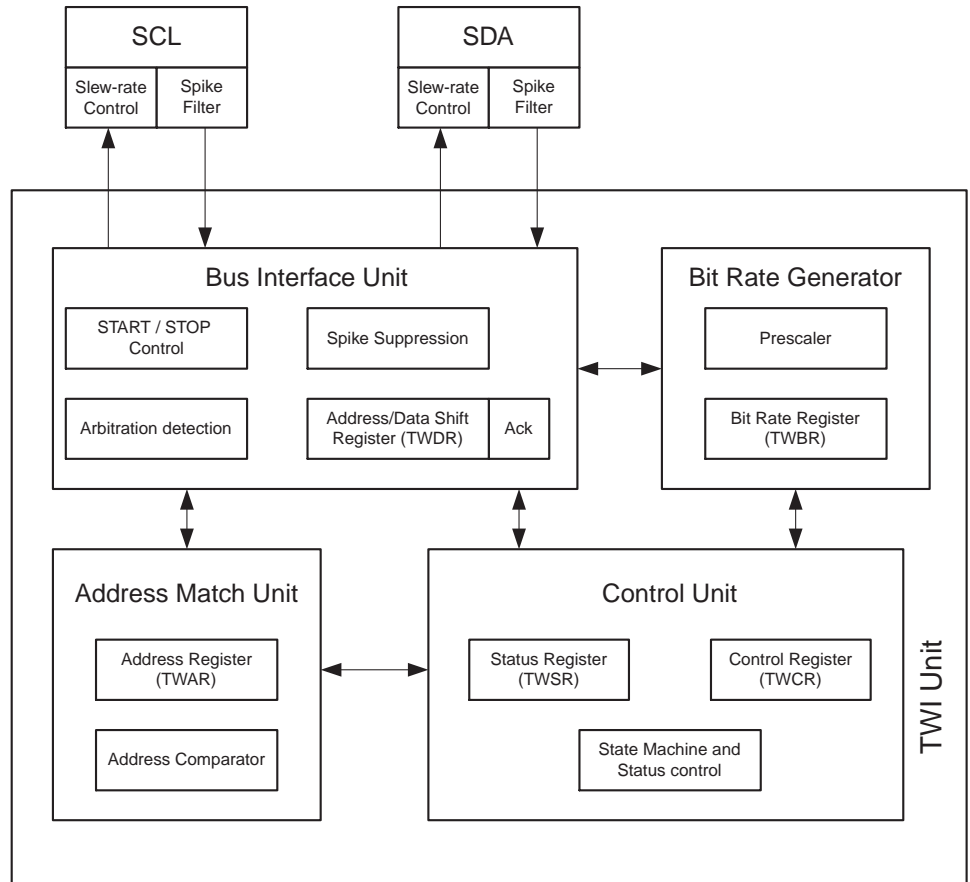 SCL
SDA
Slew-rate
Control
Spike
Filter
Slew-rate
Control
Spike
Filter
Bus Interface Unit
START / STOP
Control
Spike Suppression
Arbitration detection
Address/Data Shift
Register (TWDR)
Ack
Bit Rate Generator
Prescaler
Bit Rate Register
(TWBR)
Address Match Unit
Address Register
(TWAR)
Address Comparator
Control Unit
Status Register
(TWSR)
Control Register
(TWCR)
State Machine and
Status control
TWI Unit